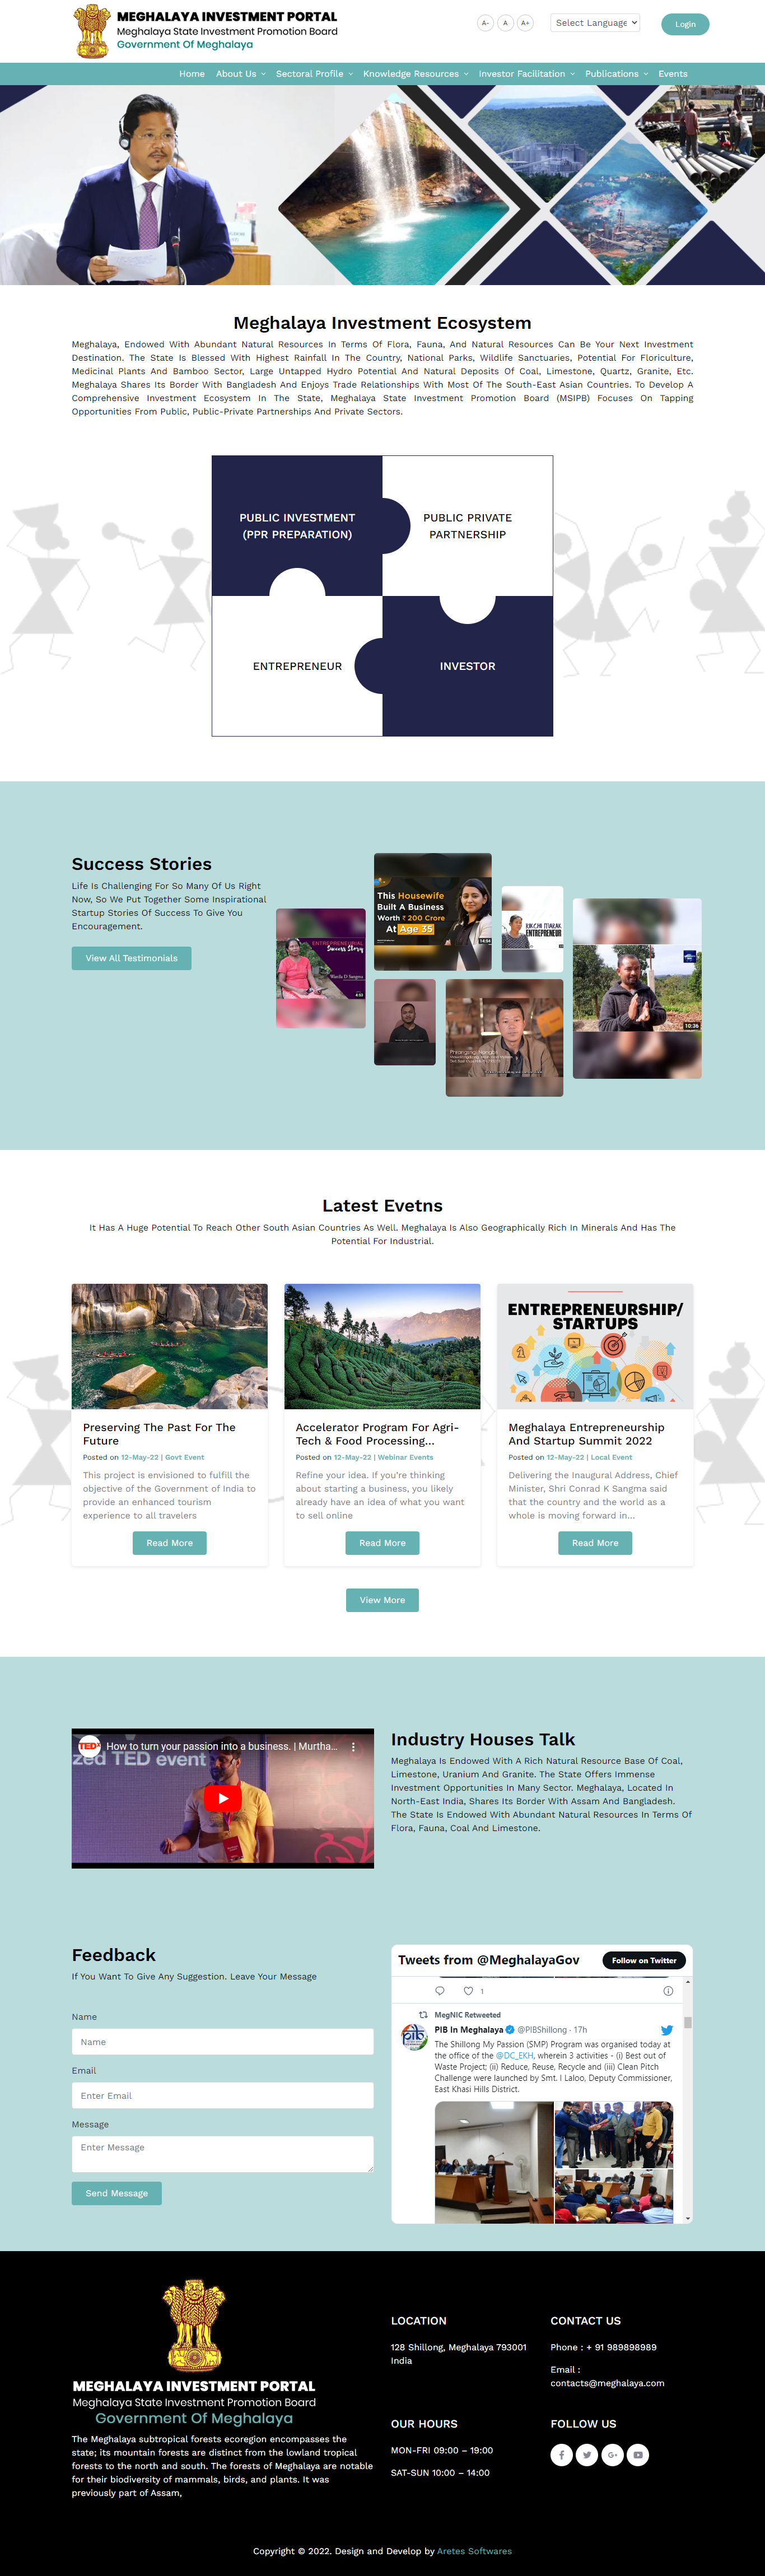 MEGHALAYA INVESTMENT PORTAL
Meghalaya State Investment Promotion Board
Government Of Meghalaya
A-
A
A+
Select Language
Login
Home
About Us
Sectoral Profile
Knowledge Resources
Investor Facilitation
Publications
Events
Meghalaya Investment Ecosystem
Meghalaya, Endowed With Abundant Natural Resources In Terms Of Flora, Fauna, And Natural Resources Can Be Your Next Investment
Destination. The State Is Blessed With Highest Rainfall In The Country, National Parks, Wildlife Sanctuaries, Potential For Floriculture,
Medicinal Plants And Bamboo Sector, Large Untapped Hydro Potential And Natural Deposits Of Coal, Limestone, Quartz, Granite, Etc.
Meghalaya Shares Its Border With Bangladesh And Enjoys Trade Relationships With Most Of The South-East Asian Countries. To Develop A
Comprehensive Investment Ecosystem In The State, Meghalaya State Investment Promotion Board (MSIPB) Focuses On Tapping
Opportunities From Public, Public-Private Partnerships And Private Sectors.
PUBLIC INVESTMENT
(PPR PREPARATION)
PUBLIC PRIVATE
PARTNERSHIP
ENTREPRENEUR
INVESTOR
Success Stories
Life Is Challenging For So Many Of Us Right
Now, So We Put Together Some Inspirational
Startup Stories Of Success To Give You
Encouragement.
View All Testimonials
ENTREPRENEURIAL
Success Story
This Housewife
Built A Business
Worth ₹ 200 Crore
At Age 35
14:54
ENTREPRENEUR
10:36
Latest Evetns
It Has A Huge Potential To Reach Other South Asian Countries As Well. Meghalaya Is Also Geographically Rich In Minerals And Has The
Potential For Industrial.
ENTREPRENEURSHIP/
STARTUPS
Preserving The Past For The
Future
Posted on 12-May-22 | Govt Event
This project is envisioned to fulfill the
objective of the Government of India to
provide an enhanced tourism
experience to all travelers
Read More
Accelerator Program For Agri-
Tech & Food Processing...
Posted on 12-May-22 | Webinar Events
Refine your idea. If you're thinking
about starting a business, you likely
already have an idea of what you want
to sell online
Read More
Meghalaya Entrepreneurship
And Startup Summit 2022
Posted on 12-May-22 | Local Event
Delivering the Inaugural Address, Chief
Minister, Shri Conrad K Sangma said
that the country and the world as a
whole is moving forward in...
Read More
View More
TED
How to turn your passion into a business. | Murtha...
zed TED event
Industry Houses Talk
Meghalaya Is Endowed With A Rich Natural Resource Base Of Coal,
Limestone, Uranium And Granite. The State Offers Immense
Investment Opportunities In Many Sector. Meghalaya, Located In
North-East India, Shares Its Border With Assam And Bangladesh.
The State Is Endowed With Abundant Natural Resources In Terms Of
Flora, Fauna, Coal And Limestone.
Feedback
If You Want To Give Any Suggestion. Leave Your Message
Name
Name
Email
Enter Email
Message
Enter Message
Send Message
Tweets from @MeghalayaGov
Follow on Twitter
1
MegNIC Retweeted
pib
PIB In Meghalaya @PIBShillong · 17h
The Shillong My Passion (SMP) Program was organised today at
the office of the @DC_EKH, wherein 3 activities - (i) Best out of
Waste Project; (ii) Reduce, Reuse, Recycle and (iii) Clean Pitch
Challenge were launched by Smt. I Laloo, Deputy Commissioner,
East Khasi Hills District.
MEGHALAYA INVESTMENT PORTAL
Meghalaya State Investment Promotion Board
Government Of Meghalaya
The Meghalaya subtropical forests ecoregion encompasses the
state; its mountain forests are distinct from the lowland tropical
forests to the north and south. The forests of Meghalaya are notable
for their biodiversity of mammals, birds, and plants. It was
previously part of Assam,
LOCATION
128 Shillong, Meghalaya 793001
India
CONTACT US
Phone : + 91 989898989
Email :
contacts@meghalaya.com
OUR HOURS
MON-FRI 09:00 – 19:00
SAT-SUN 10:00 – 14:00
FOLLOW US
Copyright © 2022. Design and Develop by Aretes Softwares